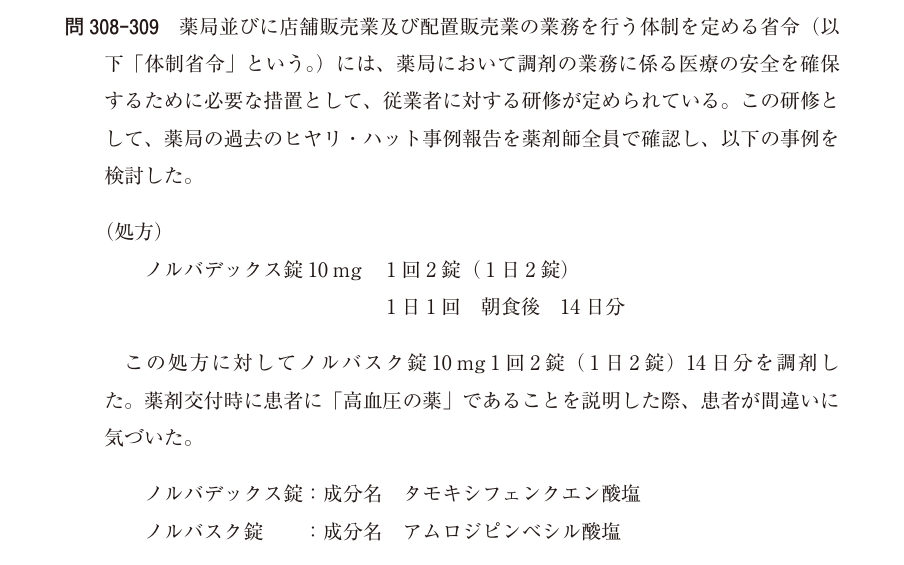 問 308-309　薬局並びに店舗販売業及び配置販売業の業務を行う体制を定める省令（以
下「体制省令」という。）には、薬局において調剤の業務に係る医療の安全を確保
するために必要な措置として、従業者に対する研修が定められている。この研修と
して、薬局の過去のヒヤリ・ハット事例報告を薬剤師全員で確認し、以下の事例を
検討した。
（処方）
ノルバデックス錠 10 mg　1 回 2 錠（1 日 2 錠）
1 日 1 回　朝食後　14 日分
この処方に対してノルバスク錠 10 mg 1 回 2 錠（1 日 2 錠）14 日分を調剤し
た。薬剤交付時に患者に「高血圧の薬」であることを説明した際、患者が間違いに
気づいた。
ノルバデックス錠：成分名　タモキシフェンクエン酸塩
ノルバスク錠　　：成分名　アムロジピンベシル酸塩